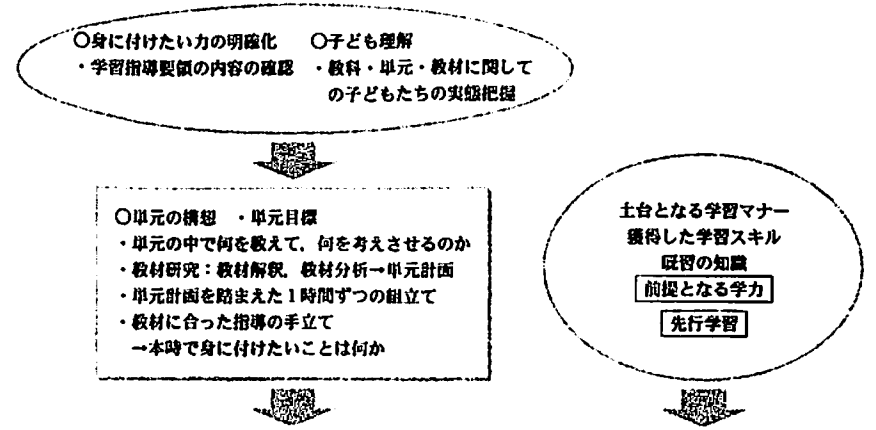 ○身に付けたい力の明確化　○子ども理解
・学習指導要領の内容の確認　・教科・単元・教材に関して
の子どもたちの実態把握
○単元の構想　・単元目標
・単元の中で何を教えて，何を考えさせるのか
・教材研究：教材解釈，教材分析→単元計画
・単元計画を踏まえた１時間ずつの組立て
・教材に合った指導の手立て
→本時で身に付けたいことは何か
土台となる学習マナー
獲得した学習スキル
既習の知識
前提となる学力
先行学習